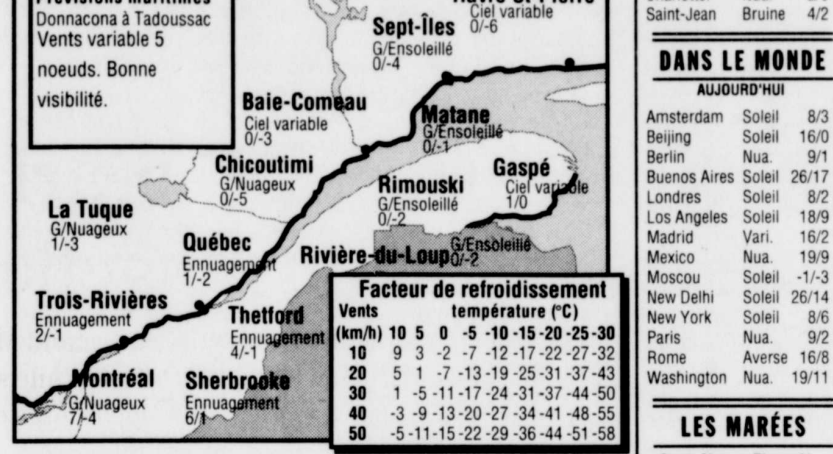 Prévisions maritimes
Donnacona à Tadoussac
Vents variable 5
noeuds. Bonne
visibilité.
Ciel variable
0/-6
Sept-Îles
G/Ensoleillé
0/-4
Baie-Comeau
Ciel variable
0/-3
Matane
G/Ensoleillé
0/-1
Chicoutimi
G/Nuageux
0/-5
Gaspé
Ciel variable
1/0
Rimouski
G/Ensoleillé
0/-2
La Tuque
G/Nuageux
1/-3
Québec
Ennuagement
1/-2
Rivière-du-Loup
G/Ensoleillé
0/-2
Trois-Rivières
Ennuagement
2/-1
Thetford
Ennuagement
4/-1
Montréal
G/Nuageux
7/-4
Sherbrooke
Ennuagement
6/1
Facteur de refroidissement
Vents température (°C)
(km/h) 10 5 0 -5 -10 -15 -20 -25 -30
10 9 3 -2 -7 -12 -17 -22 -27 -32
20 5 1 -7 -13 -19 -25 -31 -37 -43
30 1 -5 -11 -17 -24 -31 -37 -44 -50
40 -3 -9 -13 -20 -27 -34 -41 -48 -55
50 -5 -11 -15 -22 -29 -36 -44 -51 -58
Saint-Jean Bruine 4/2
DANS LE MONDE
AUJOURD'HUI
Amsterdam Soleil 8/3
Beijing Soleil 16/0
Berlin Nua. 9/1
Buenos Aires Soleil 26/17
Londres Soleil 8/2
Los Angeles Soleil 18/9
Madrid Vari. 16/2
Mexico Nua. 19/9
Moscou Soleil -1/-3
New Delhi Soleil 26/14
New York Soleil 8/6
Paris Nua. 9/2
Rome Averse 16/8
Washington Nua. 19/11
LES MARÉES